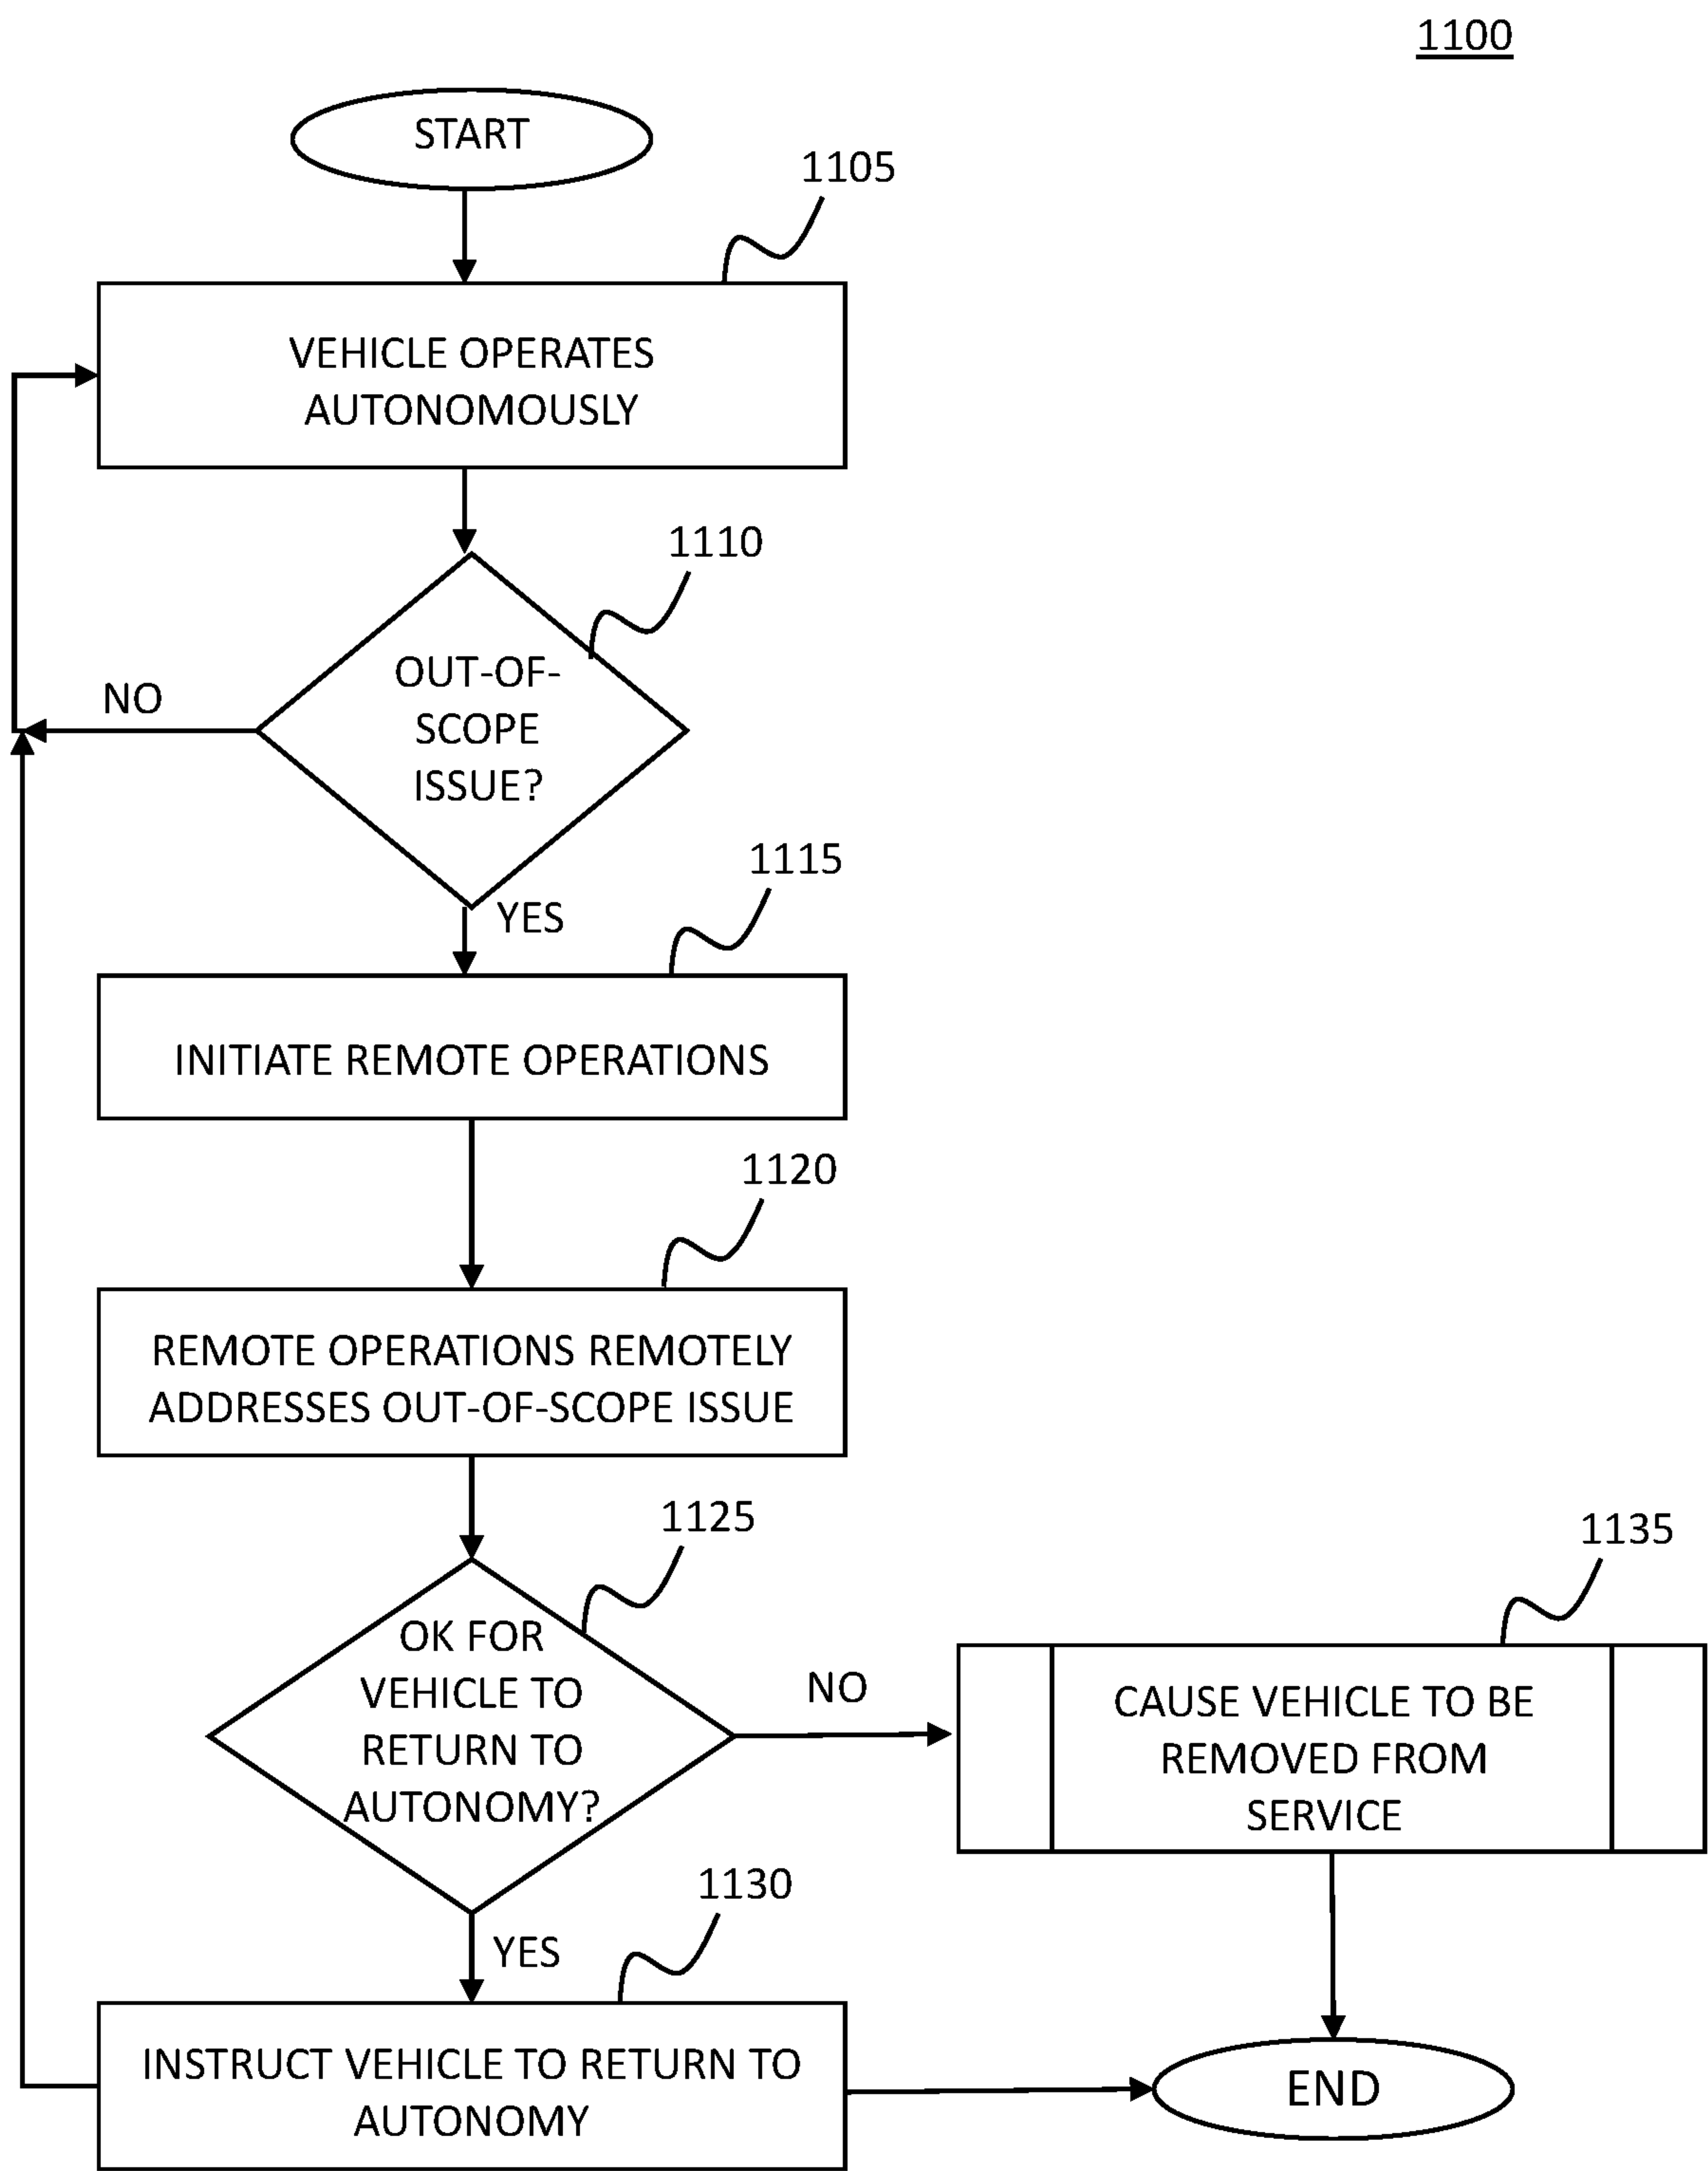 1100
START
1105
VEHICLE OPERATES
AUTONOMOUSLY
1110
OUT-OF-
SCOPE
ISSUE?
NO
1115
YES
INITIATE REMOTE OPERATIONS
1120
REMOTE OPERATIONS REMOTELY
ADDRESSES OUT-OF-SCOPE ISSUE
1125
OK FOR
VEHICLE TO
RETURN TO
AUTONOMY?
NO
1135
CAUSE VEHICLE TO BE
REMOVED FROM
SERVICE
1130
YES
INSTRUCT VEHICLE TO RETURN TO
AUTONOMY
END